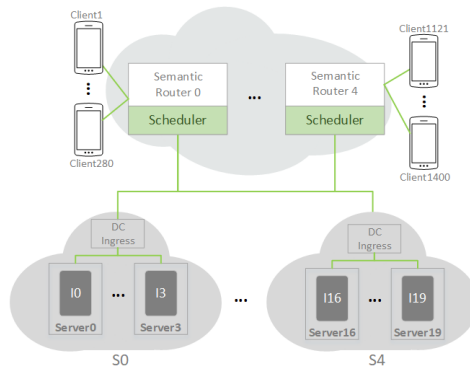 Client1
Client280
Semantic
Router 0
Scheduler
...
Semantic
Router 4
Scheduler
Client1121
Client1400
DC
Ingress
I0
...
I3
Server0
Server3
S0
...
DC
Ingress
I16
...
I19
Server16
Server19
S4